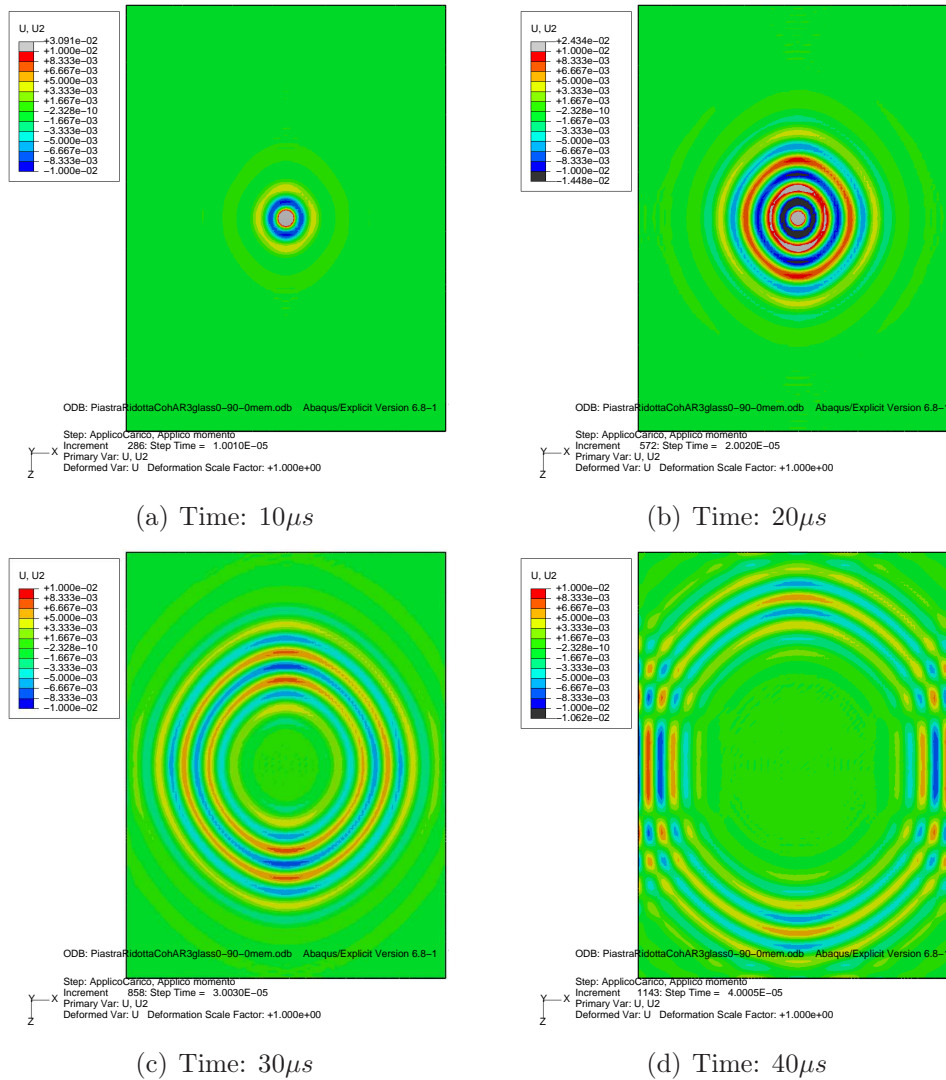 U, U2
+3.091e-02
+1.000e-02
+8.333e-03
+6.667e-03
+5.000e-03
+3.333e-03
+1.667e-03
-2.328e-10
-1.667e-03
-3.333e-03
-5.000e-03
-6.667e-03
-8.333e-03
-1.000e-02
ODB: PiastraRidottaCohAR3glass0-90-0mem.odb Abaqus/Explicit Version 6.8-1
Step: ApplicoCarico, Applico momento
Increment 286: Step Time = 1.0010E-05
Primary Var: U, U2
Deformed Var: U Deformation Scale Factor: +1.000e+00
Y
X
Z
(a) Time: 10μs
U, U2
+2.434e-02
+1.000e-02
+8.333e-03
+6.667e-03
+5.000e-03
+3.333e-03
+1.667e-03
-2.328e-10
-1.667e-03
-3.333e-03
-5.000e-03
-6.667e-03
-8.333e-03
-1.000e-02
-1.448e-02
ODB: PiastraRidottaCohAR3glass0-90-0mem.odb Abaqus/Explicit Version 6.8-1
Step: ApplicoCarico, Applico momento
Increment 572: Step Time = 2.0020E-05
Primary Var: U, U2
Deformed Var: U Deformation Scale Factor: +1.000e+00
Y
X
Z
(b) Time: 20μs
U, U2
+1.000e-02
+8.333e-03
+6.667e-03
+5.000e-03
+3.333e-03
+1.667e-03
-2.328e-10
-1.667e-03
-3.333e-03
-5.000e-03
-6.667e-03
-8.333e-03
-1.000e-02
ODB: PiastraRidottaCohAR3glass0-90-0mem.odb Abaqus/Explicit Version 6.8-1
Step: ApplicoCarico, Applico momento
Increment 858: Step Time = 3.0030E-05
Primary Var: U, U2
Deformed Var: U Deformation Scale Factor: +1.000e+00
Y
X
Z
(c) Time: 30μs
U, U2
+1.000e-02
+8.333e-03
+6.667e-03
+5.000e-03
+3.333e-03
+1.667e-03
-2.328e-10
-1.667e-03
-3.333e-03
-5.000e-03
-6.667e-03
-8.333e-03
-1.000e-02
-1.062e-02
ODB: PiastraRidottaCohAR3glass0-90-0mem.odb Abaqus/Explicit Version 6.8-1
Step: ApplicoCarico, Applico momento
Increment 1143: Step Time = 4.0005E-05
Primary Var: U, U2
Deformed Var: U Deformation Scale Factor: +1.000e+00
Y
X
Z
(d) Time: 40μs